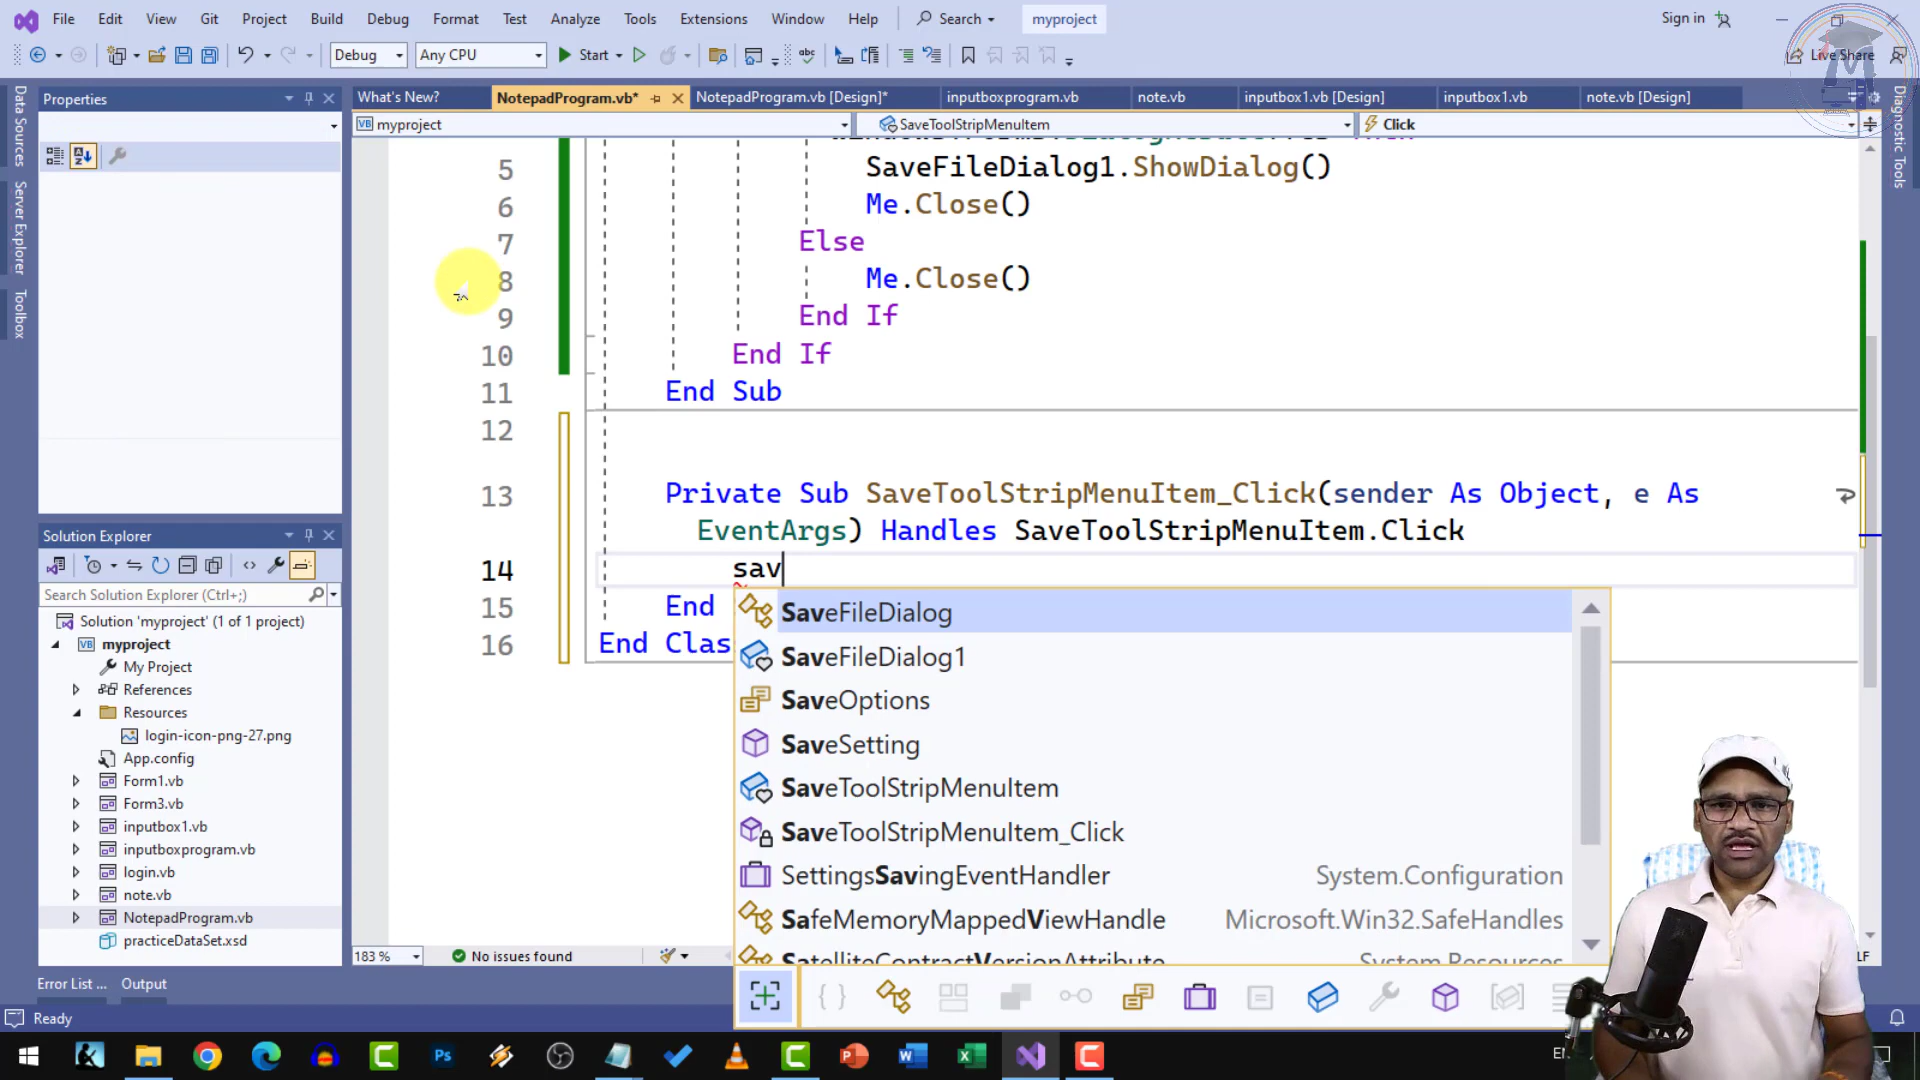 File Edit View Git Project Build Debug Format Test Analyze Tools Extensions Window Help Search myproject Sign in
Debug Any CPU Start abc Live Share
Data Sources
Server Explorer
Toolbox
Properties
What's New? NotepadProgram.vb* NotepadProgram.vb [Design]* inputboxprogram.vb note.vb inputbox1.vb [Design] inputbox1.vb note.vb [Design]
VB myproject SaveToolStripMenuItem Click
Diagnostic Tools
5 SaveFileDialog1.ShowDialog()
6 Me.Close()
7 Else
8 Me.Close()
9 End If
10 End If
11 End Sub
12
13 Private Sub SaveToolStripMenuItem_Click(sender As Object, e As
EventArgs) Handles SaveToolStripMenuItem.Click
14 sav
15 End
16 End Clas
SaveFileDialog
SaveFileDialog1
SaveOptions
SaveSetting
SaveToolStripMenuItem
SaveToolStripMenuItem_Click
SettingsSavingEventHandler System.Configuration
SafeMemoryMappedViewHandle Microsoft.Win32.SafeHandles
SatelliteContractVersionAttribute System.Resources
Solution Explorer
Search Solution Explorer (Ctrl+;)
Solution 'myproject' (1 of 1 project)
VB myproject
My Project
References
Resources
login-icon-png-27.png
App.config
Form1.vb
Form3.vb
inputbox1.vb
inputboxprogram.vb
login.vb
note.vb
NotepadProgram.vb
practiceDataSet.xsd
183 % No issues found LF
Error List ... Output
Ready